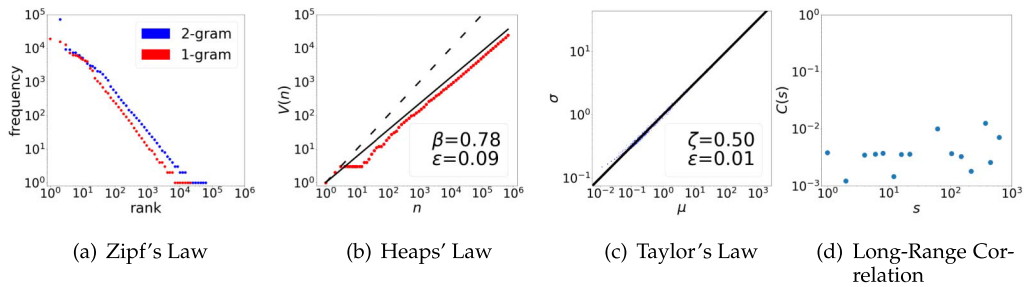 10^5
10^4
10^3
10^2
10^1
10^0
frequency
2-gram
1-gram
10^0 10^1 10^2 10^3 10^4 10^5 10^6
rank
(a) Zipf's Law
10^5
10^4
10^3
10^2
10^1
10^0
V(n)
β=0.78
ε=0.09
10^0 10^1 10^2 10^3 10^4 10^5 10^6
n
(b) Heaps' Law
10^1
10^0
10^-1
σ
ζ=0.50
ε=0.01
10^-2 10^-1 10^0 10^1 10^2 10^3
μ
(c) Taylor's Law
10^0
10^-1
10^-2
10^-3
C(s)
10^0 10^1 10^2 10^3
s
(d) Long-Range Cor-
relation